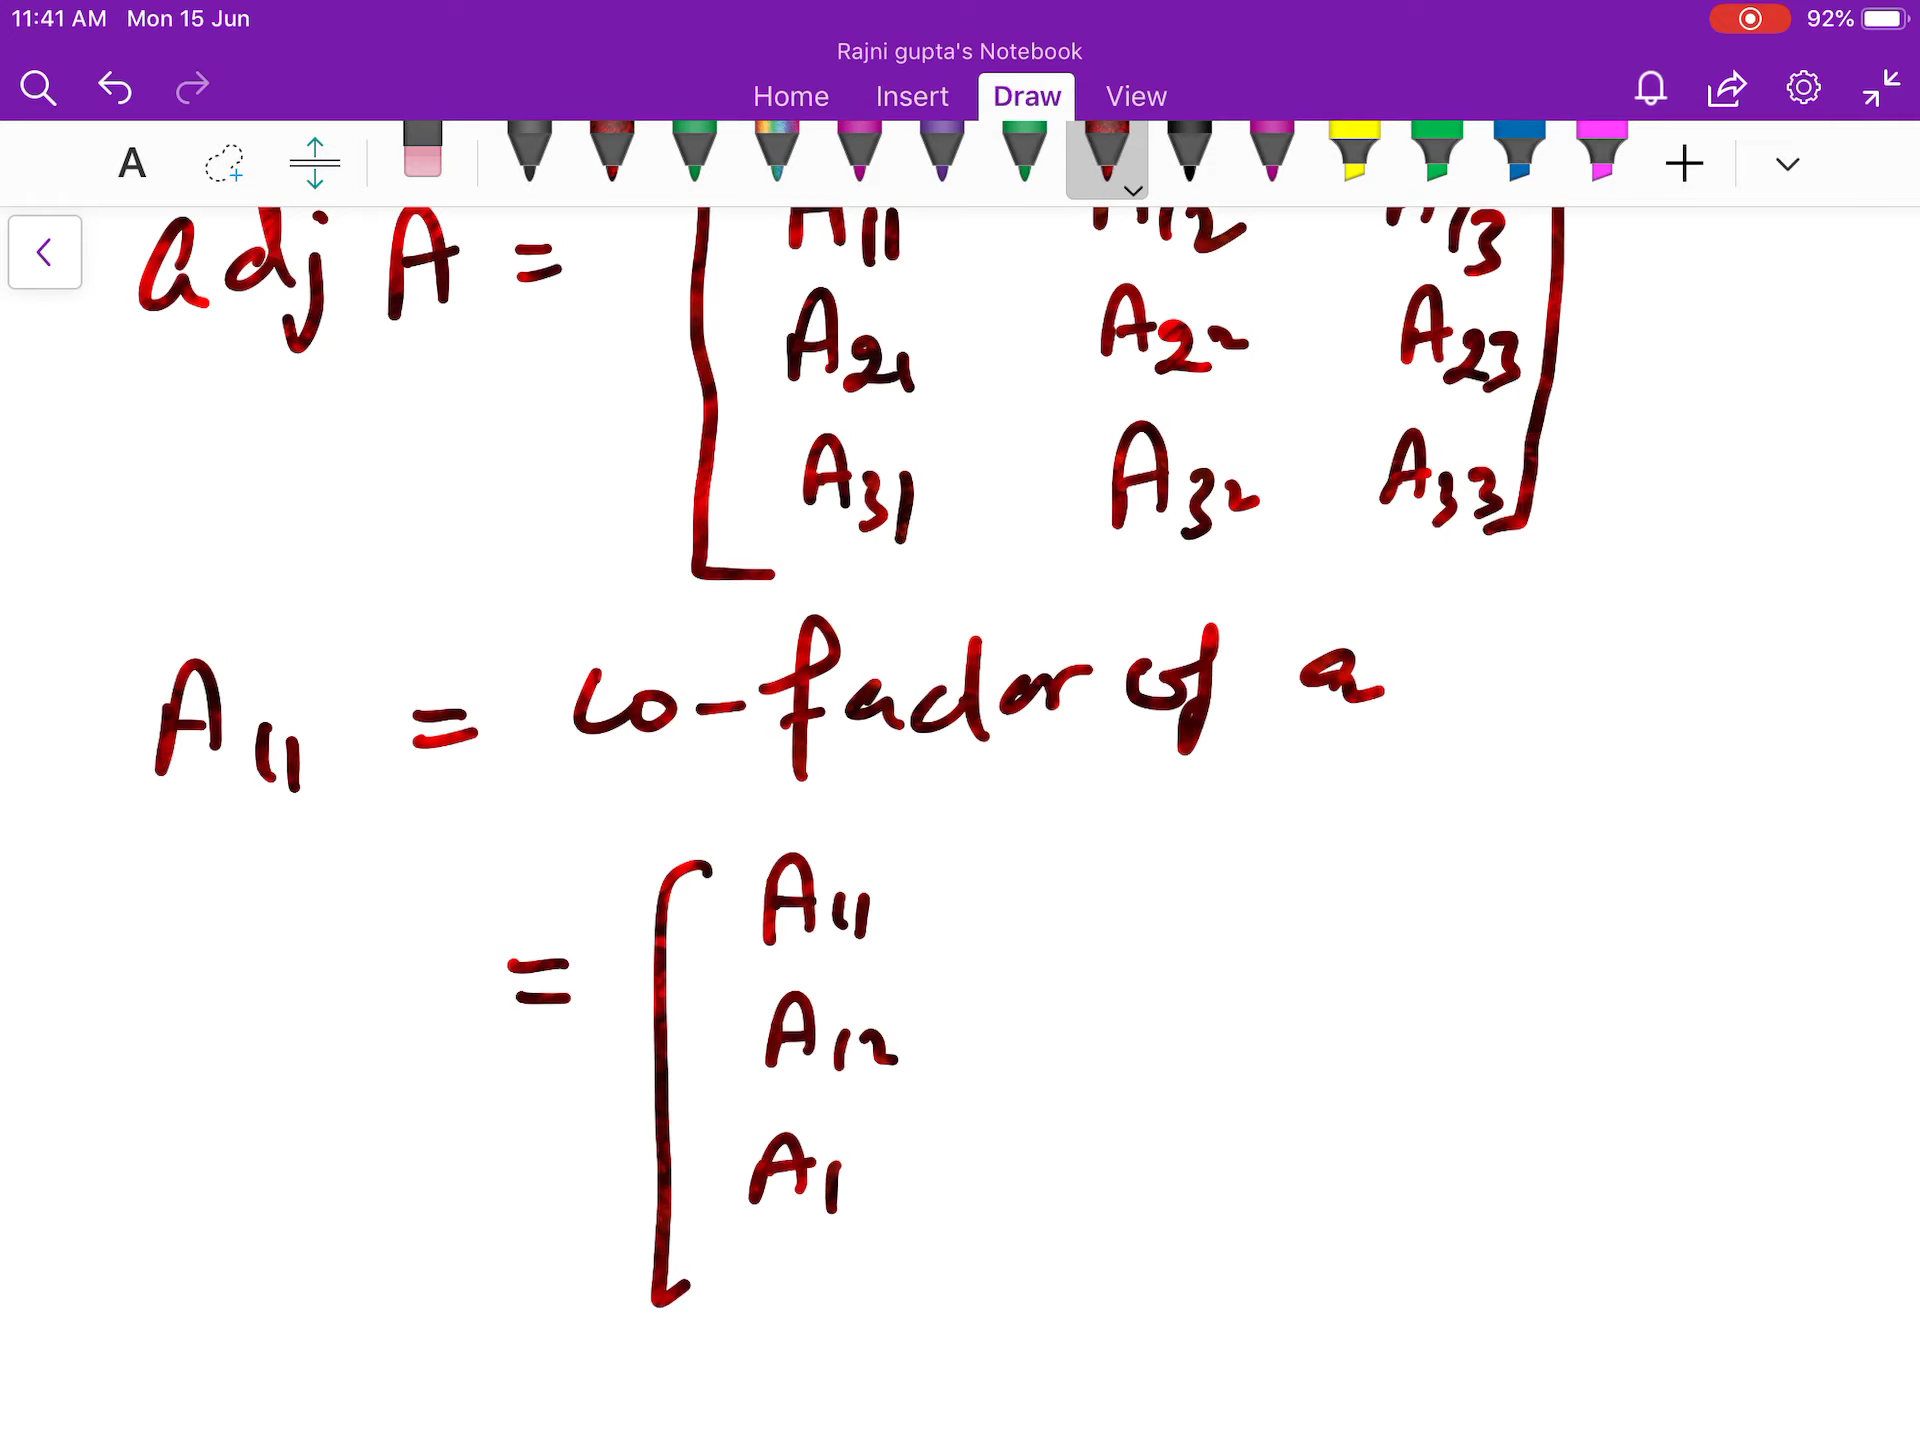 11:41 AM Mon 15 Jun 92%
Rajni gupta's Notebook
Home Insert Draw View
A
adj A = [ A11 A12 A13
A21 A22 A23
A31 A32 A33 ]
A11 = co-factor of a
= [ A11
A12
A1